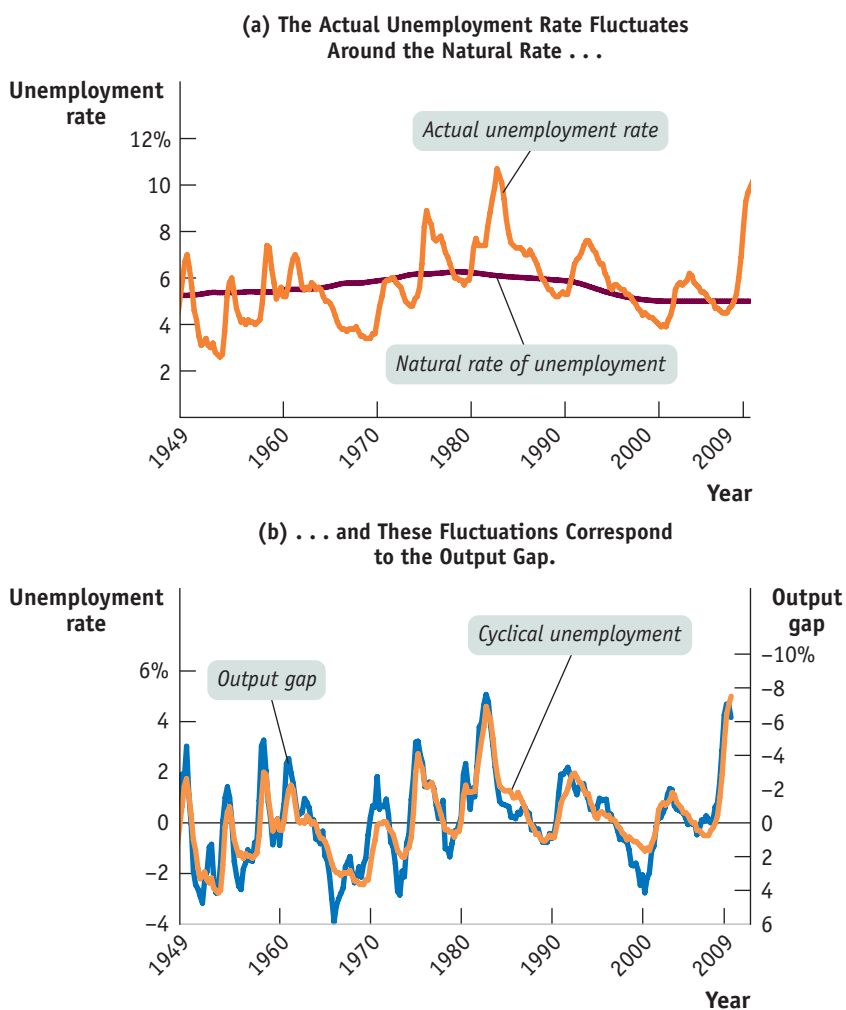 (a) The Actual Unemployment Rate Fluctuates
Around the Natural Rate . . .
Unemployment
rate
Actual unemployment rate
12%
10
8
6
4
2
Natural rate of unemployment
1949
1960
1970
1980
1990
2000
2009
Year
(b) . . . and These Fluctuations Correspond
to the Output Gap.
Unemployment
rate
Output
gap
Cyclical unemployment
Output gap
6%
4
2
0
–2
–4
–10%
–8
–6
–4
–2
0
2
4
6
1949
1960
1970
1980
1990
2000
2009
Year